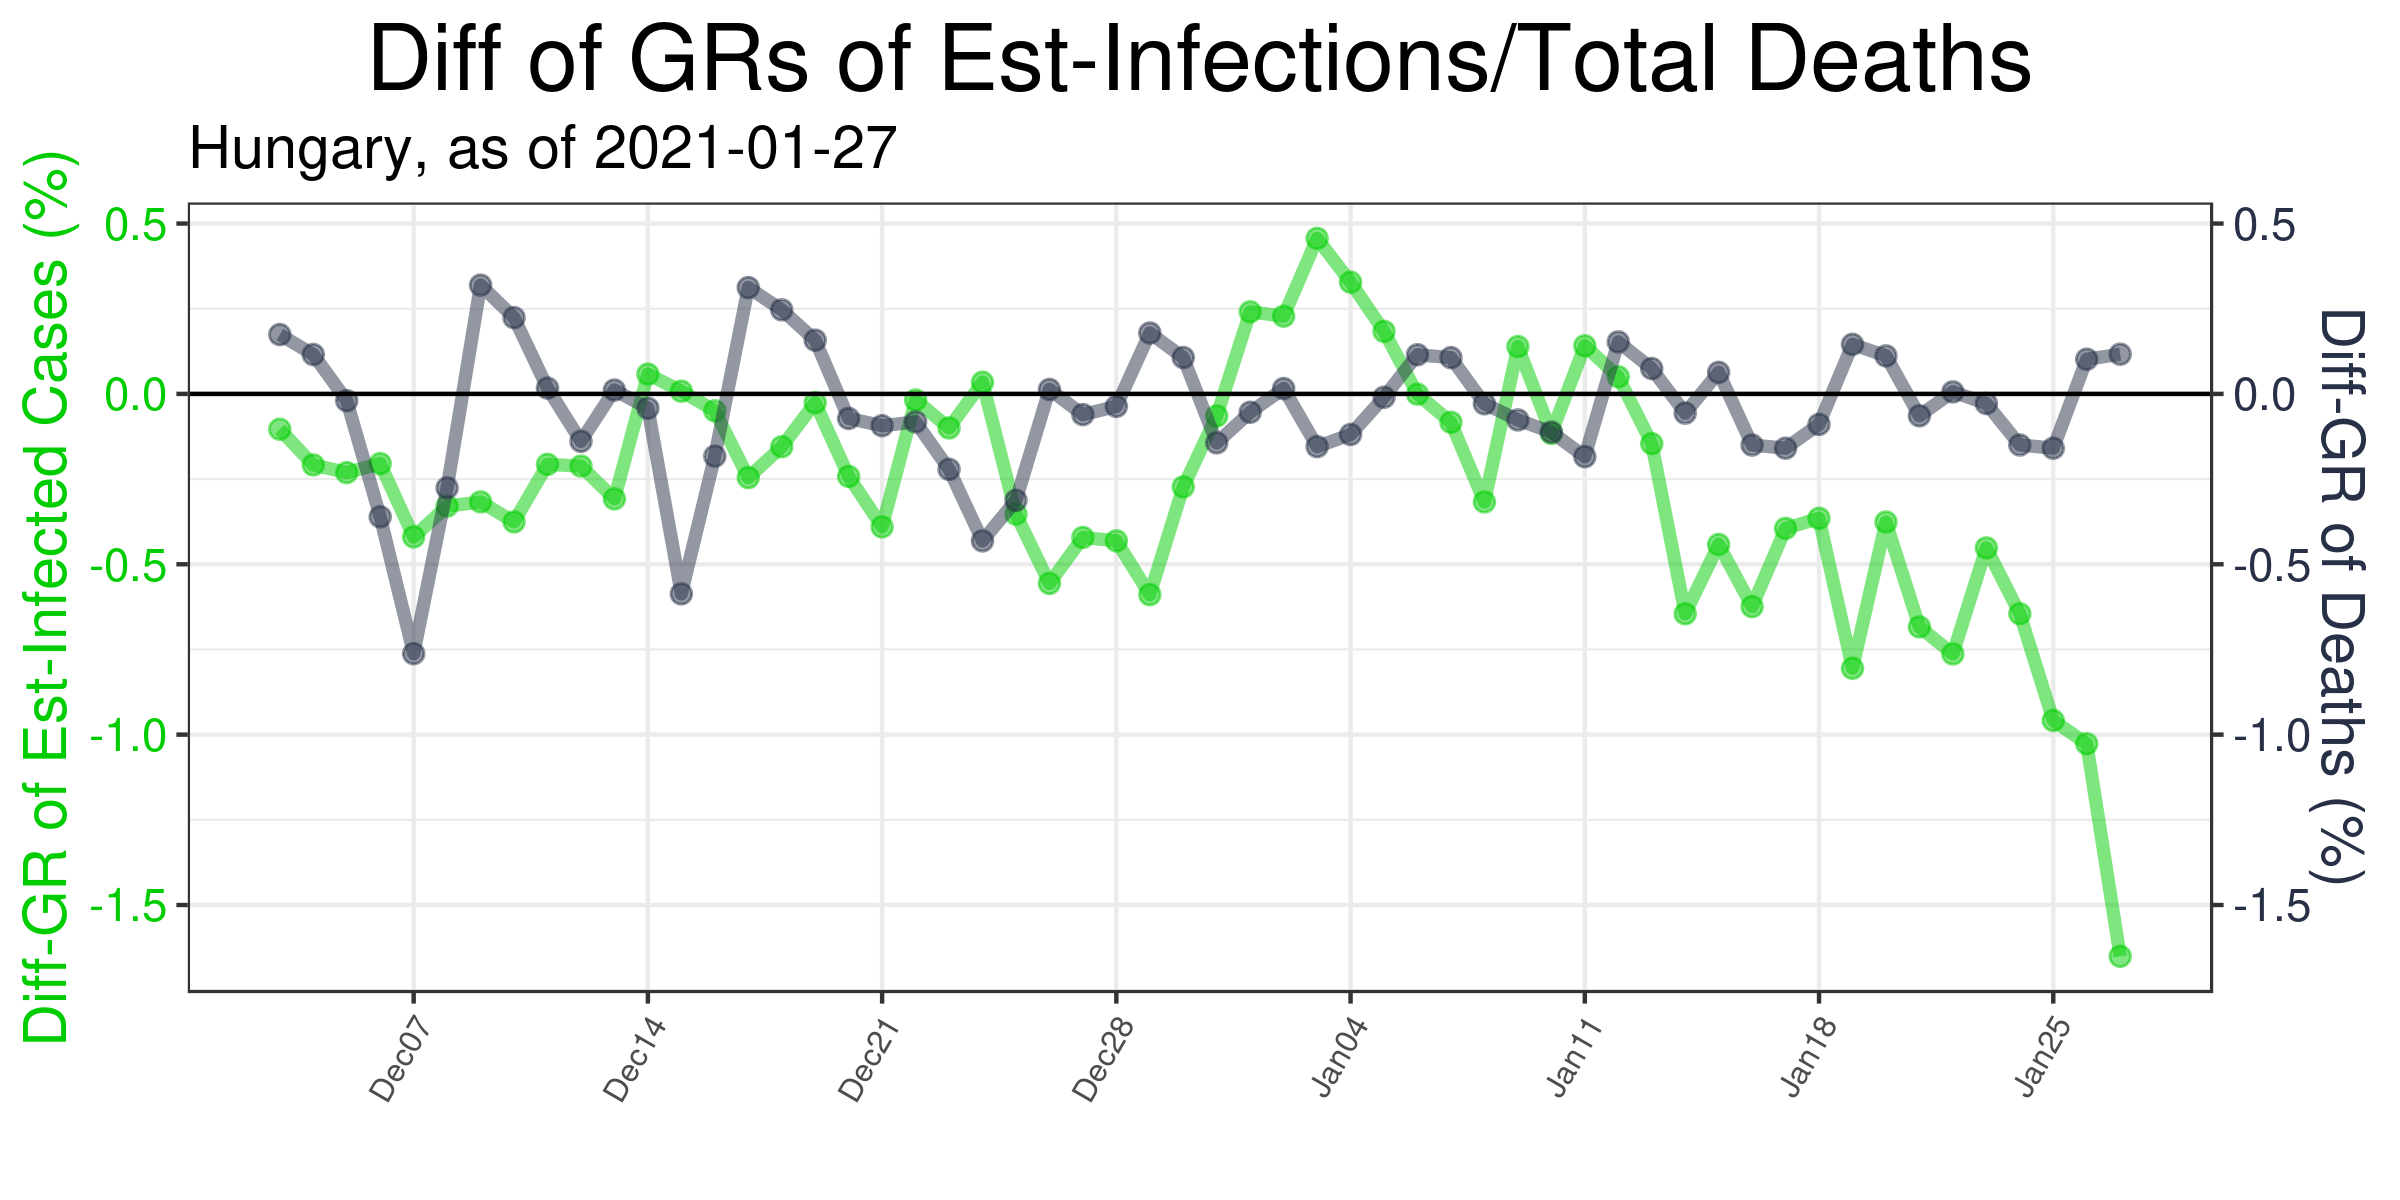 Diff of GRs of Est-Infections/Total Deaths
Hungary, as of 2021-01-27
Diff-GR of Est-Infected Cases (%)
0.5
0.0
-0.5
-1.0
-1.5
0.5
0.0
-0.5
-1.0
-1.5
Diff-GR of Deaths (%)
Dec07
Dec14
Dec21
Dec28
Jan04
Jan11
Jan18
Jan25